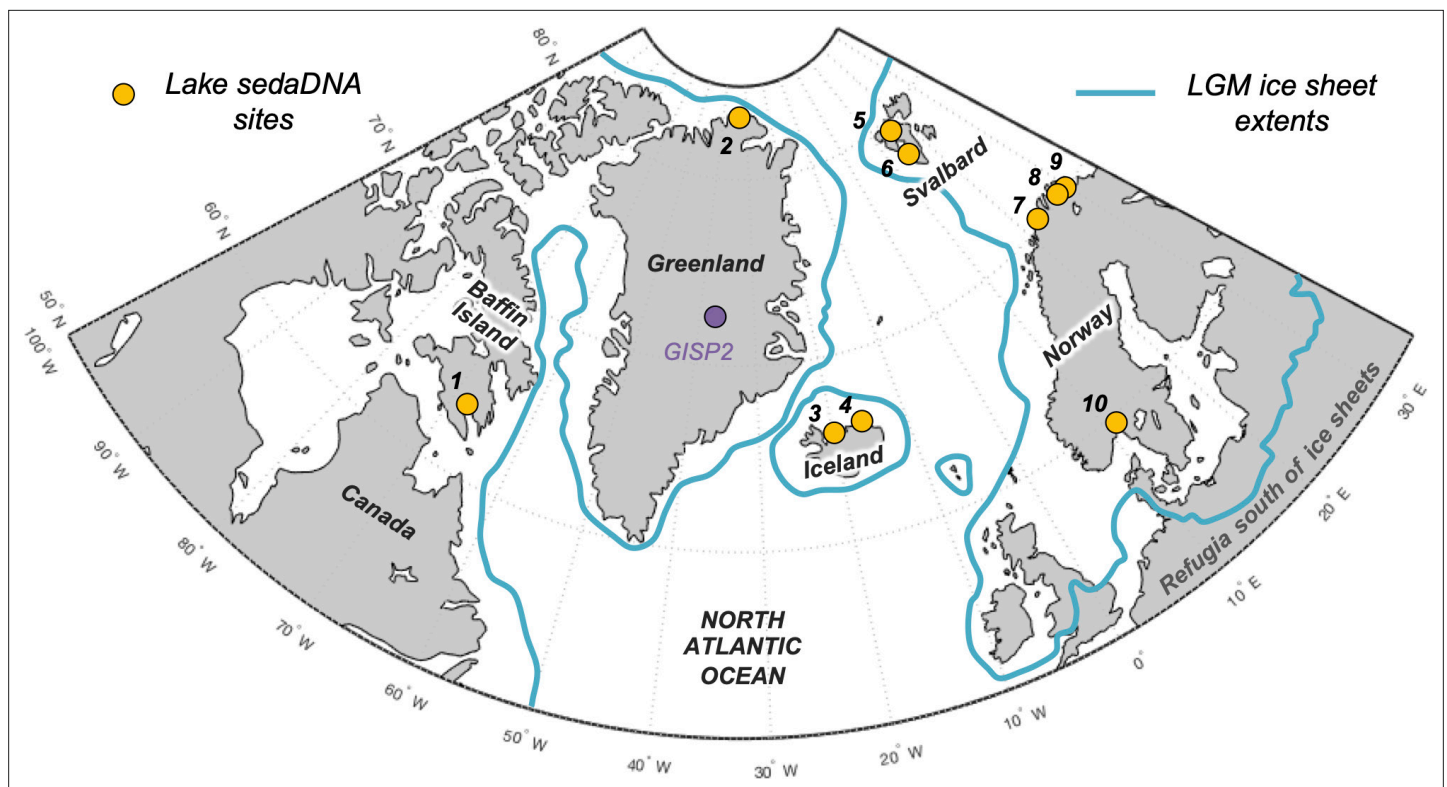 Lake sedaDNA
sites
LGM ice sheet
extents
80° N
70° N
60° N
50° N
100° W
90° W
80° W
70° W
60° W
50° W
40° W
30° W
20° W
10° W
0°
10° E
20° E
30° E
1
2
3
4
5
6
7
8
9
10
Svalbard
Greenland
GISP2
Baffin
Island
Norway
Iceland
Canada
NORTH
ATLANTIC
OCEAN
Refugia south of ice sheets